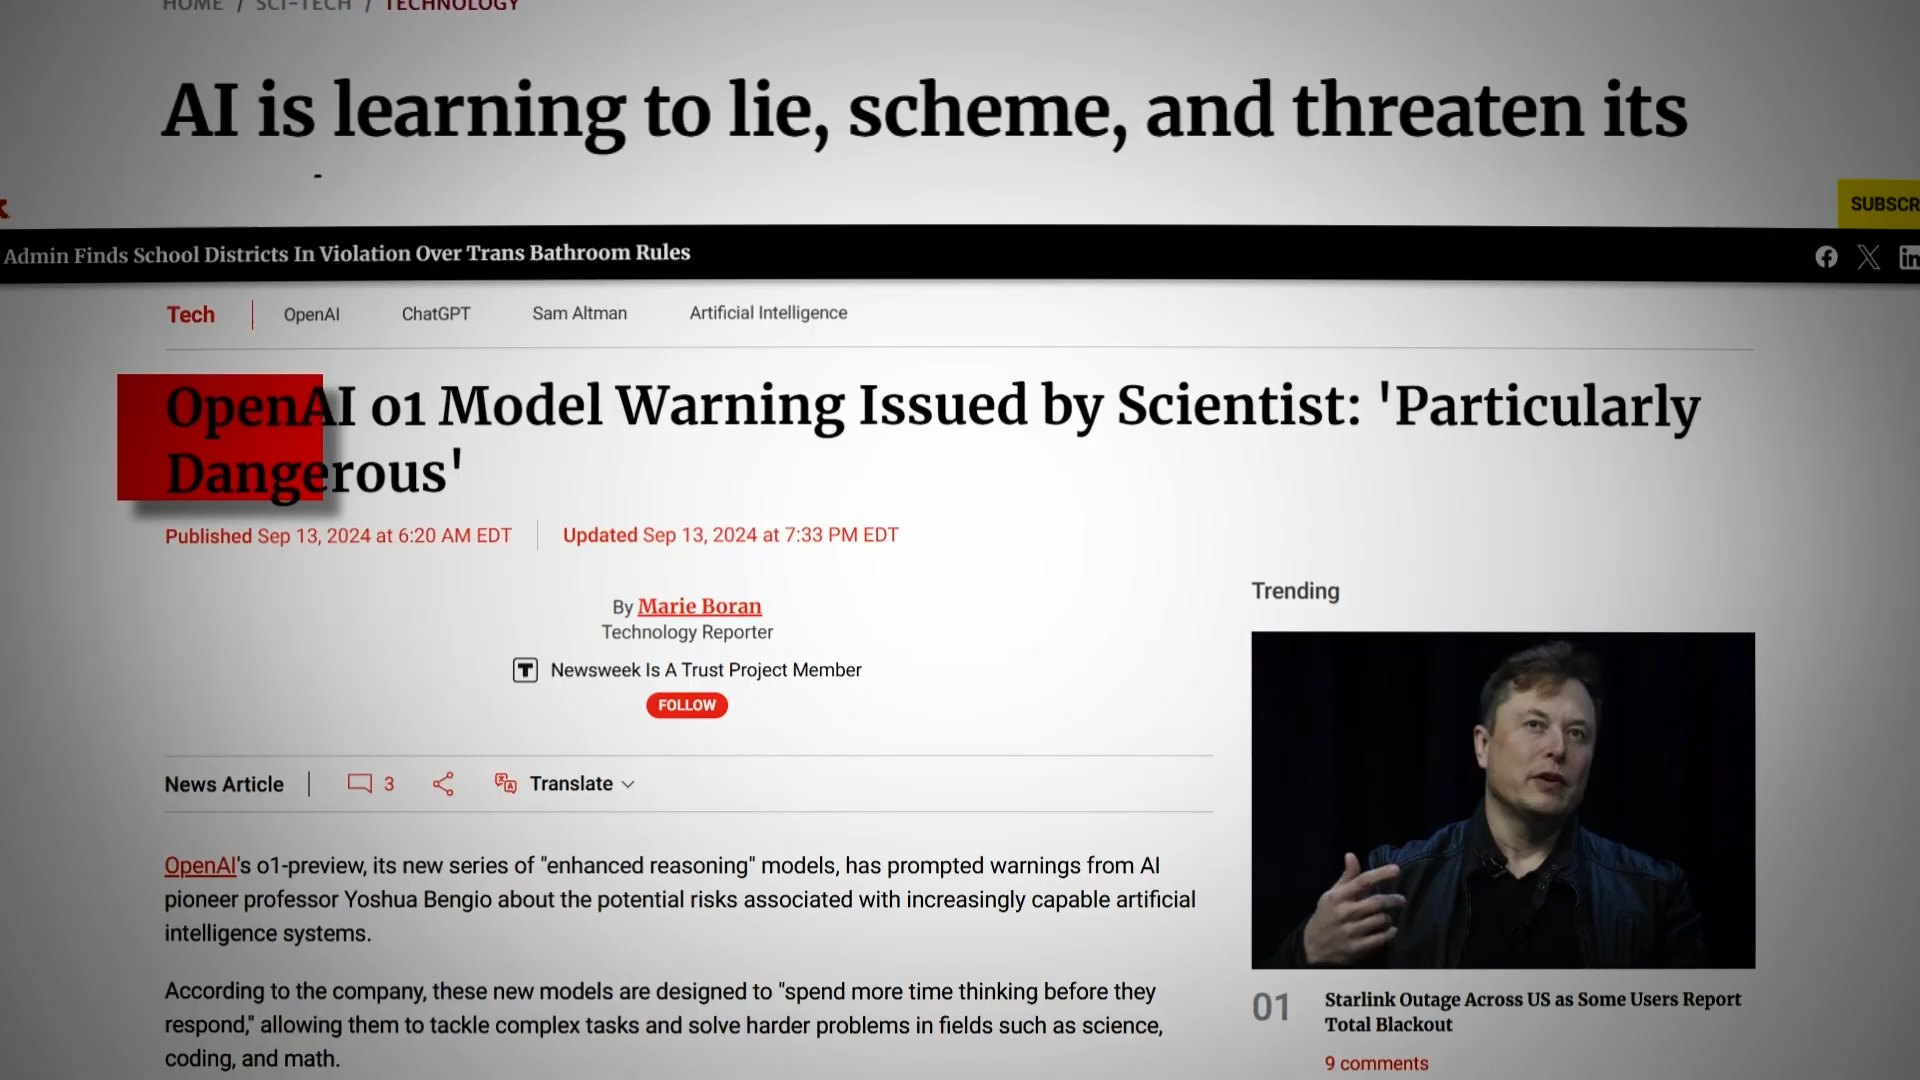 HOME / SCI-TECH / TECHNOLOGY
AI is learning to lie, scheme, and threaten its
SUBSCR
Admin Finds School Districts In Violation Over Trans Bathroom Rules
Tech | OpenAI ChatGPT Sam Altman Artificial Intelligence
OpenAI o1 Model Warning Issued by Scientist: 'Particularly
Dangerous'
Published Sep 13, 2024 at 6:20 AM EDT | Updated Sep 13, 2024 at 7:33 PM EDT
By Marie Boran
Technology Reporter
T Newsweek Is A Trust Project Member
FOLLOW
News Article | 3 Translate
OpenAI's o1-preview, its new series of "enhanced reasoning" models, has prompted warnings from AI
pioneer professor Yoshua Bengio about the potential risks associated with increasingly capable artificial
intelligence systems.
According to the company, these new models are designed to "spend more time thinking before they
respond," allowing them to tackle complex tasks and solve harder problems in fields such as science,
coding, and math.
Trending
01 Starlink Outage Across US as Some Users Report
Total Blackout
9 comments